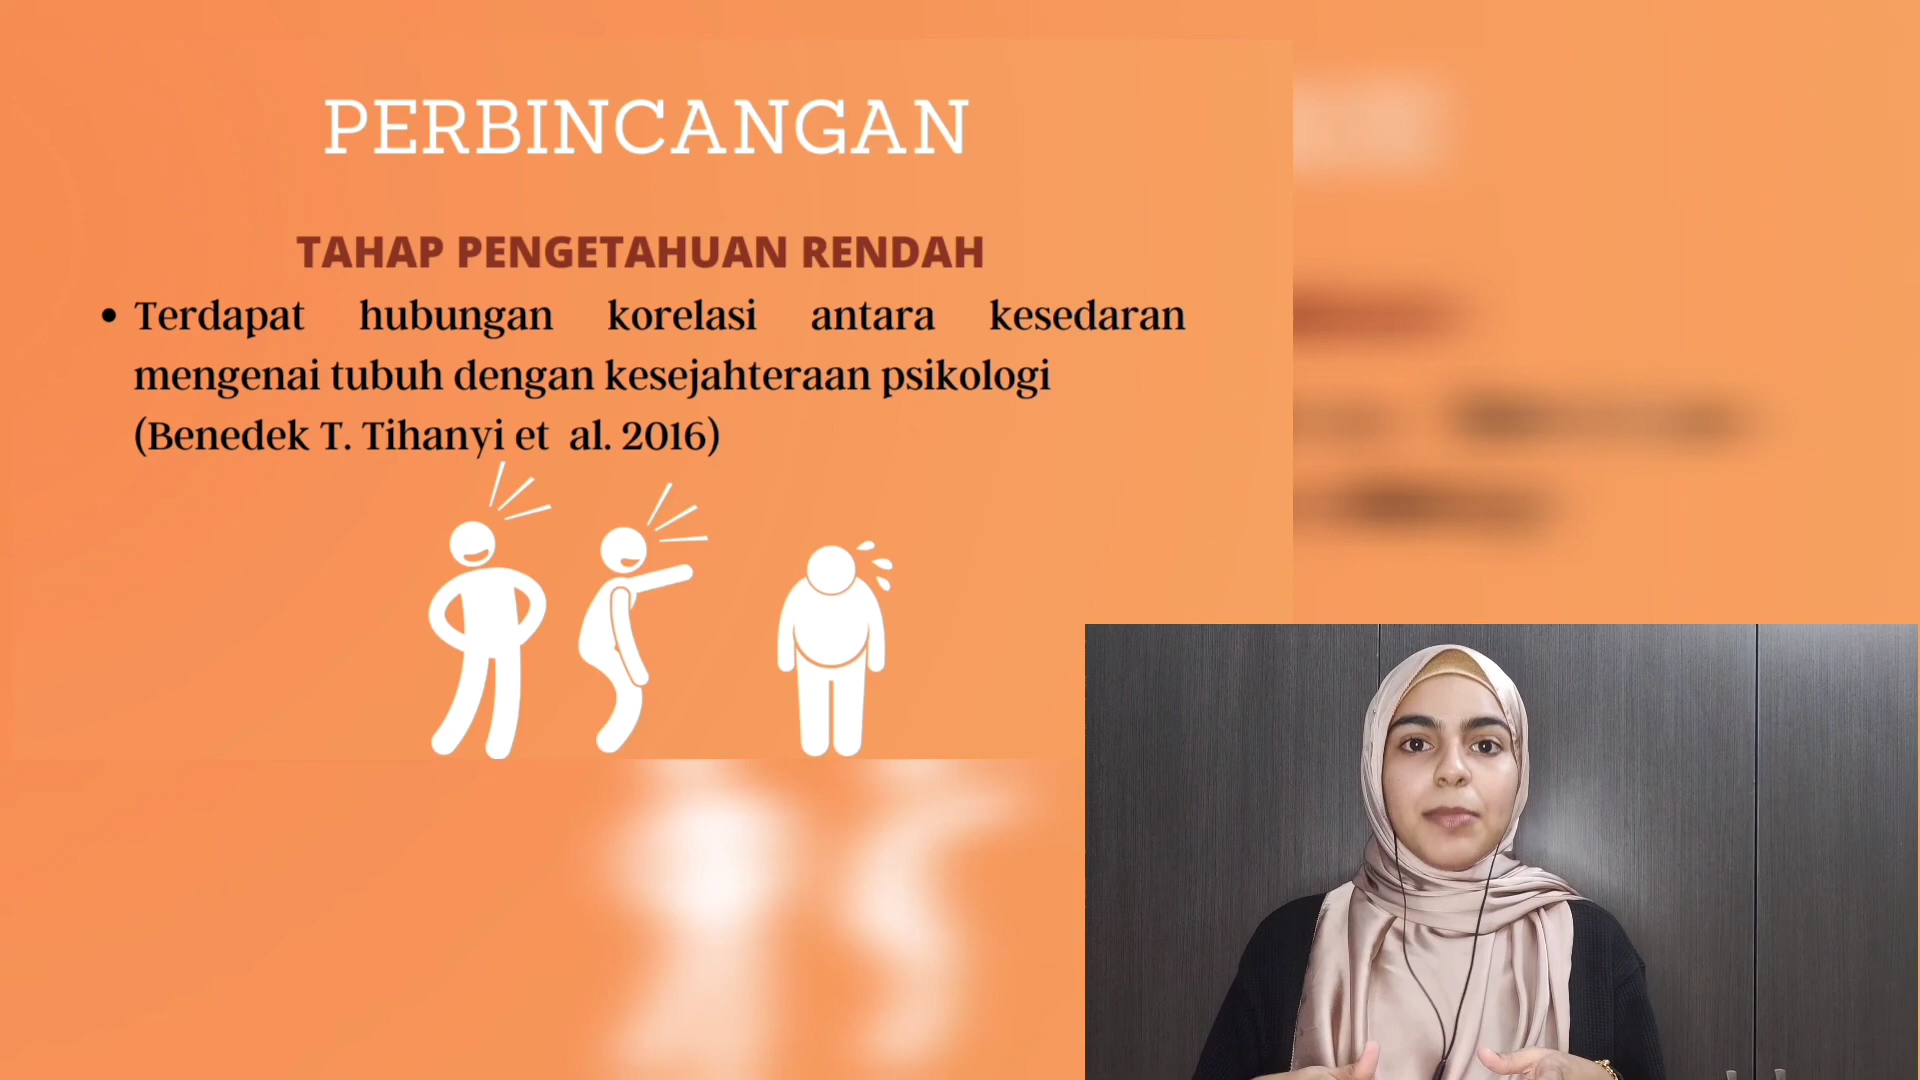 PERBINCANGAN
TAHAP PENGETAHUAN RENDAH
• Terdapat hubungan korelasi antara kesedaran
mengenai tubuh dengan kesejahteraan psikologi
(Benedek T. Tihanyi et al. 2016)